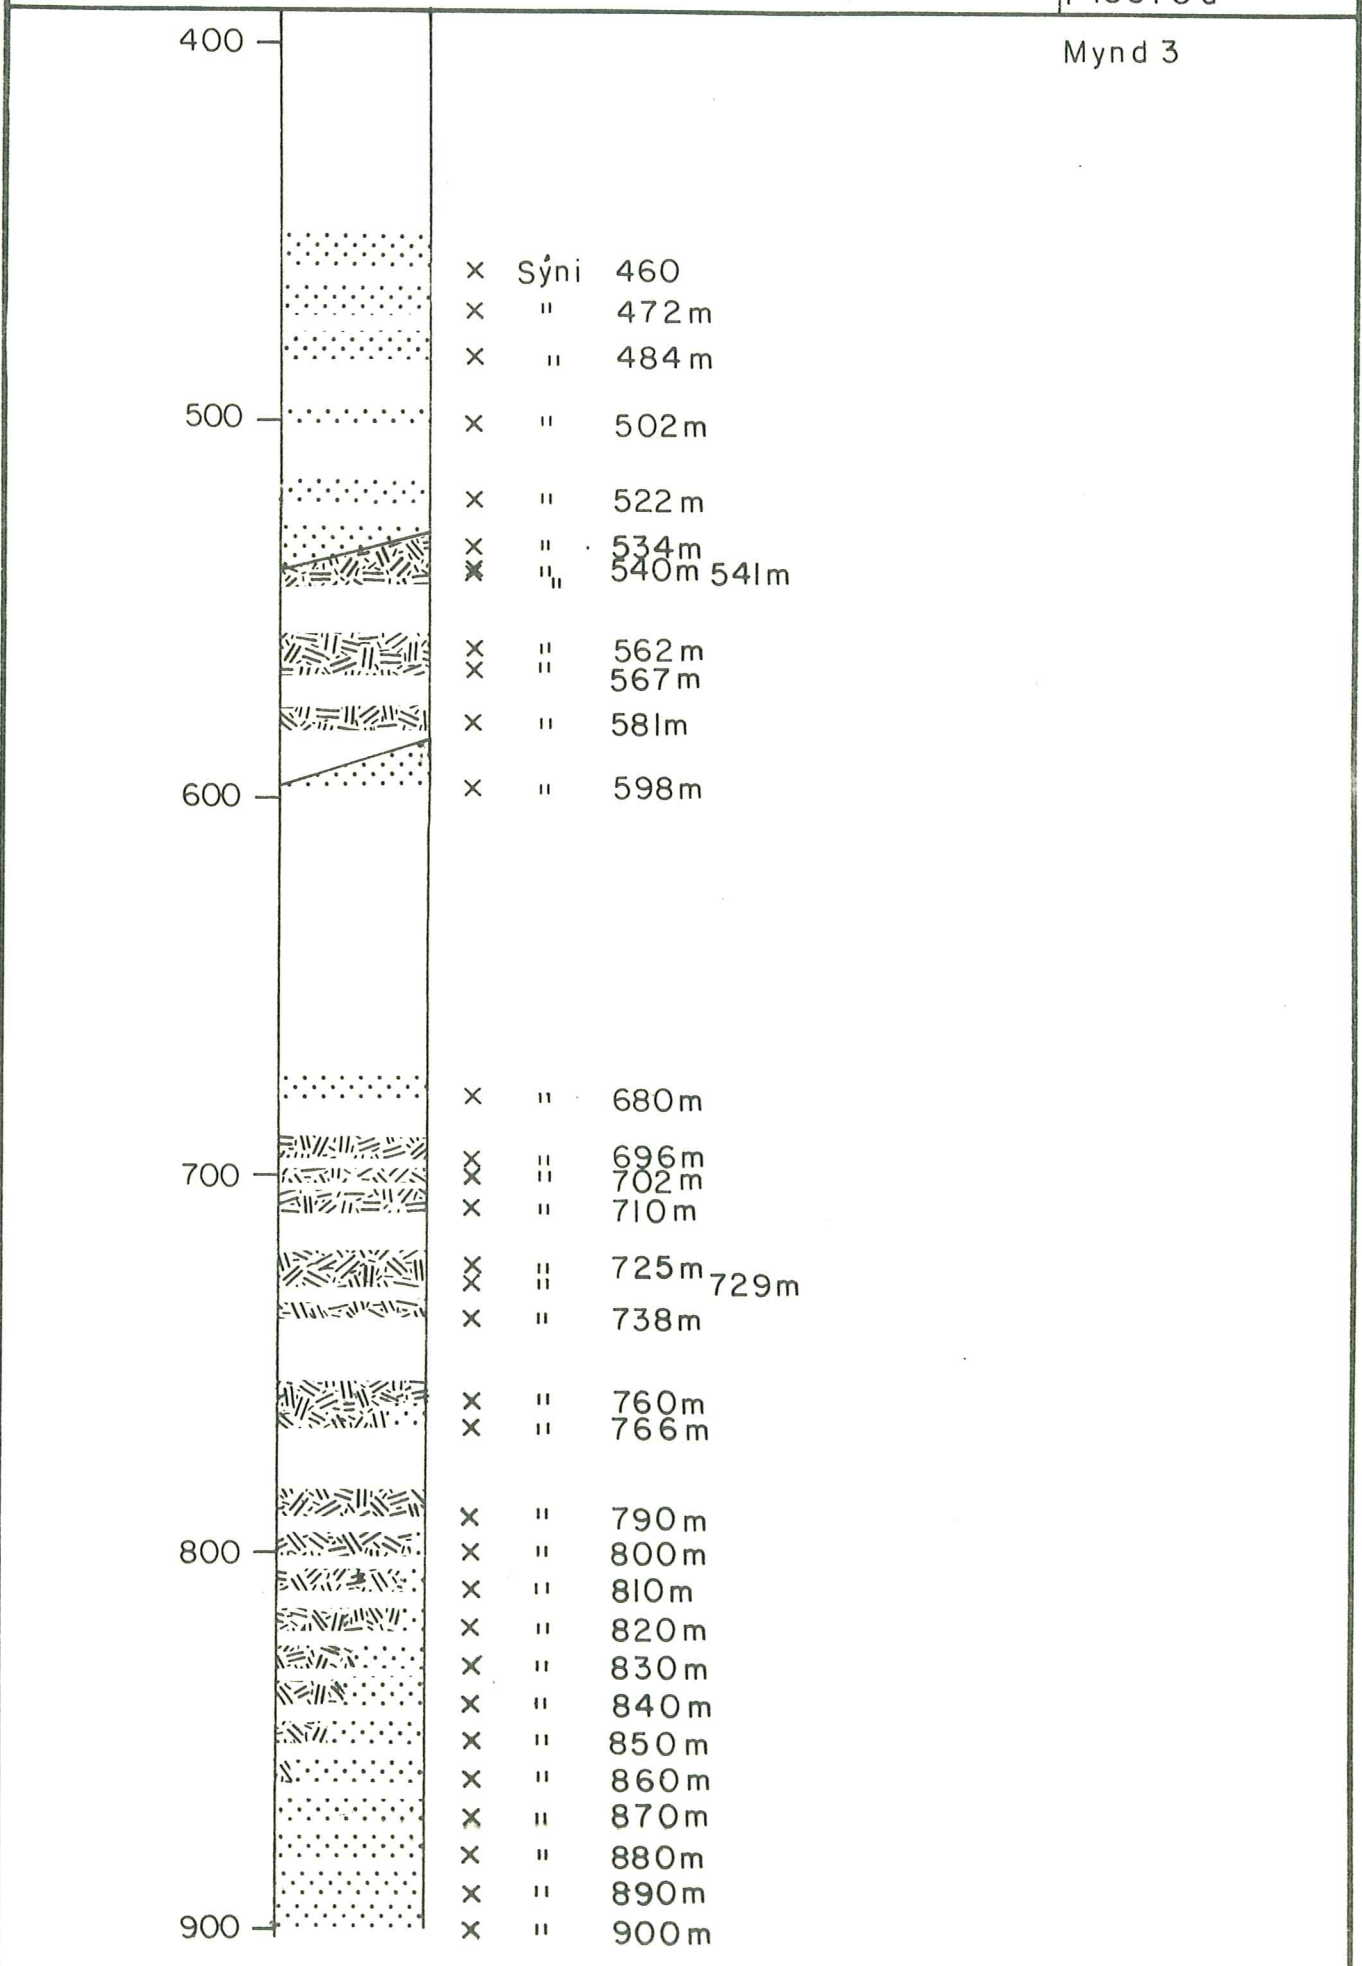 Mynd 3
400
Sýni 460
" 472m
" 484m
500 " 502m
" 522m
" 534m
" 540m " 541m
" 562m
" 567m
" 581m
600 " 598m
" 680m
" 696m
700 " 702m
" 710m
" 725m
" 729m
" 738m
" 760m
" 766m
" 790m
800 " 800m
" 810m
" 820m
" 830m
" 840m
" 850m
" 860m
" 870m
" 880m
" 890m
900 " 900m